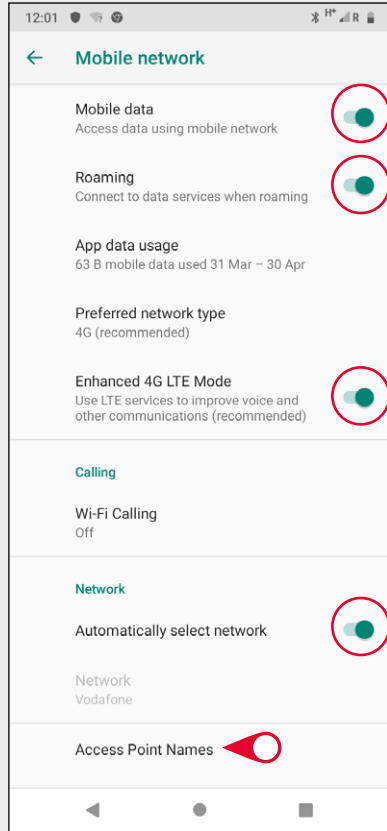 12:01 H+ R
Mobile network
Mobile data
Access data using mobile network
Roaming
Connect to data services when roaming
App data usage
63 B mobile data used 31 Mar – 30 Apr
Preferred network type
4G (recommended)
Enhanced 4G LTE Mode
Use LTE services to improve voice and
other communications (recommended)
Calling
Wi-Fi Calling
Off
Network
Automatically select network
Network
Vodafone
Access Point Names